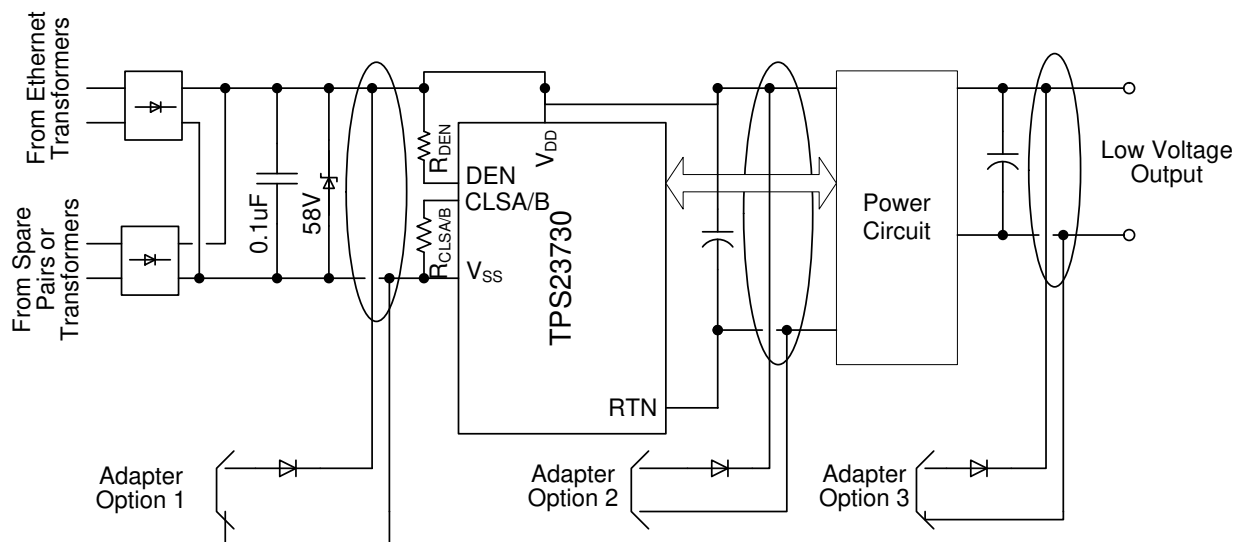 From Ethernet
Transformers
From Spare
Pairs or
Transformers
0.1uF
58V
R_DEN
DEN
CLSA/B
R_CLSA/B
V_SS
V_DD
TPS23730
RTN
Power
Circuit
Low Voltage
Output
Adapter
Option 1
Adapter
Option 2
Adapter
Option 3